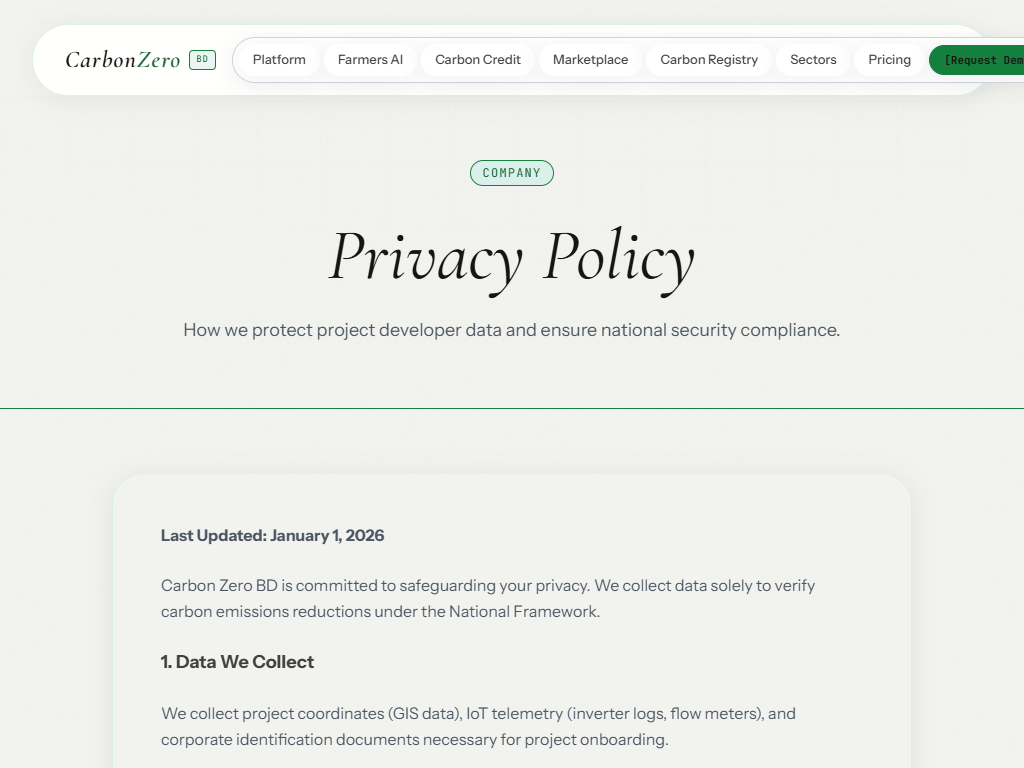 CarbonZero BD
Platform
Farmers AI
Carbon Credit
Marketplace
Carbon Registry
Sectors
Pricing
[Request Dem
COMPANY
Privacy Policy
How we protect project developer data and ensure national security compliance.
Last Updated: January 1, 2026
Carbon Zero BD is committed to safeguarding your privacy. We collect data solely to verify
carbon emissions reductions under the National Framework.
1. Data We Collect
We collect project coordinates (GIS data), IoT telemetry (inverter logs, flow meters), and
corporate identification documents necessary for project onboarding.